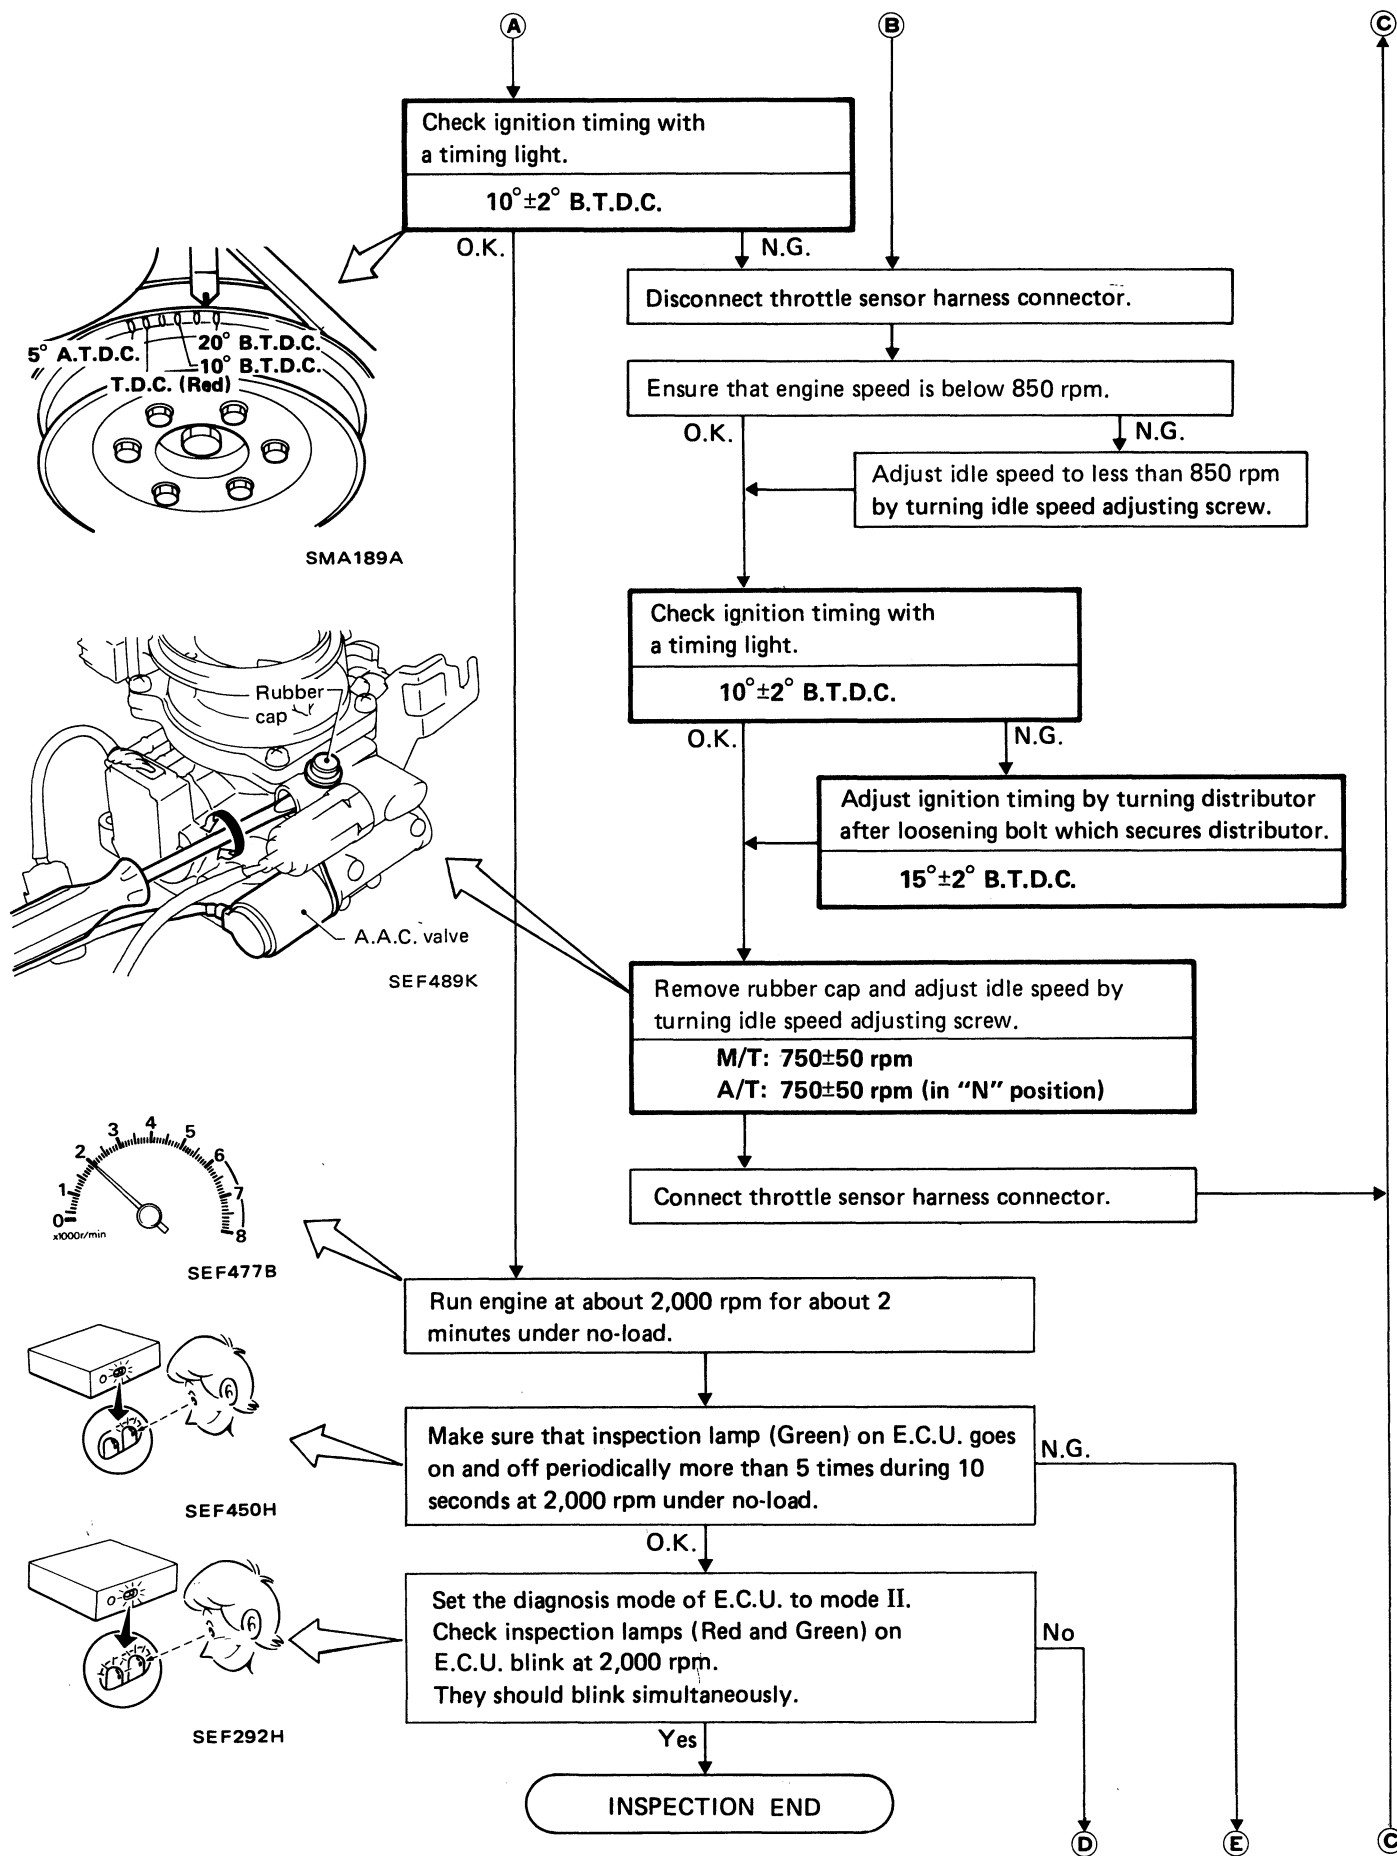 A
B
C
Check ignition timing with
a timing light.
10°±2° B.T.D.C.
O.K.
N.G.
Disconnect throttle sensor harness connector.
5° A.T.D.C.
20° B.T.D.C.
10° B.T.D.C.
T.D.C. (Red)
SMA189A
Ensure that engine speed is below 850 rpm.
O.K.
N.G.
Adjust idle speed to less than 850 rpm
by turning idle speed adjusting screw.
Check ignition timing with
a timing light.
10°±2° B.T.D.C.
O.K.
N.G.
Adjust ignition timing by turning distributor
after loosening bolt which secures distributor.
15°±2° B.T.D.C.
Rubber
cap
A.A.C. valve
SEF489K
Remove rubber cap and adjust idle speed by
turning idle speed adjusting screw.
M/T: 750±50 rpm
A/T: 750±50 rpm (in “N” position)
Connect throttle sensor harness connector.
0
1
2
3
4
5
6
7
8
x1000r/min
SEF477B
Run engine at about 2,000 rpm for about 2
minutes under no-load.
SEF450H
Make sure that inspection lamp (Green) on E.C.U. goes
on and off periodically more than 5 times during 10
seconds at 2,000 rpm under no-load.
N.G.
O.K.
SEF292H
Set the diagnosis mode of E.C.U. to mode II.
Check inspection lamps (Red and Green) on
E.C.U. blink at 2,000 rpm.
They should blink simultaneously.
No
Yes
INSPECTION END
D
E
C